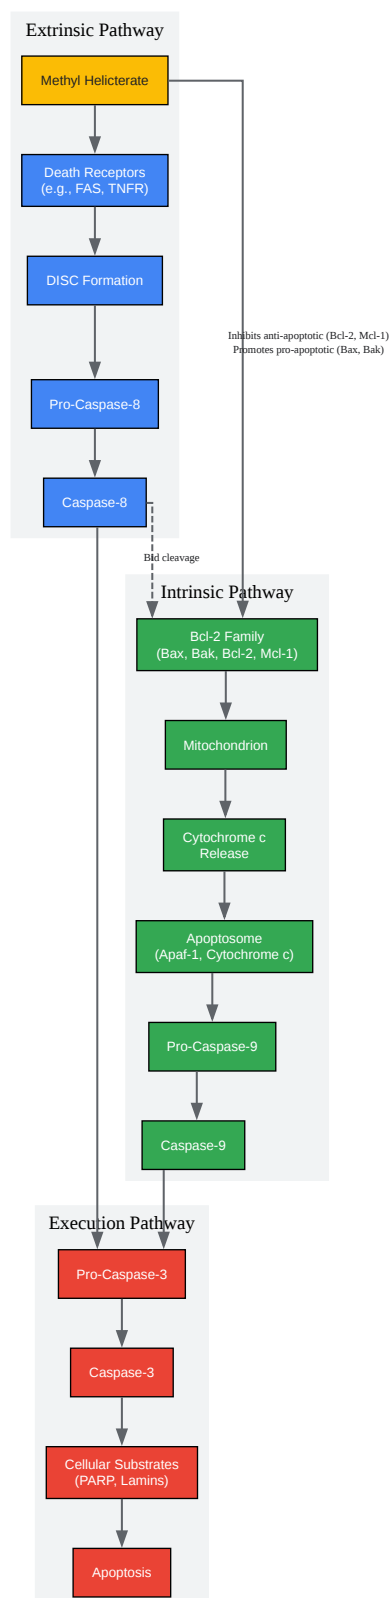 Extrinsic Pathway
Methyl Helicterate
Death Receptors
(e.g., FAS, TNFR)
DISC Formation
Inhibits anti-apoptotic (Bcl-2, Mcl-1)
Promotes pro-apoptotic (Bax, Bak)
Pro-Caspase-8
Caspase-8
Bid cleavage
Intrinsic Pathway
Bcl-2 Family
(Bax, Bak, Bcl-2, Mcl-1)
Mitochondrion
Cytochrome c
Release
Apoptosome
(Apaf-1, Cytochrome c)
Pro-Caspase-9
Caspase-9
Execution Pathway
Pro-Caspase-3
Caspase-3
Cellular Substrates
(PARP, Lamins)
Apoptosis